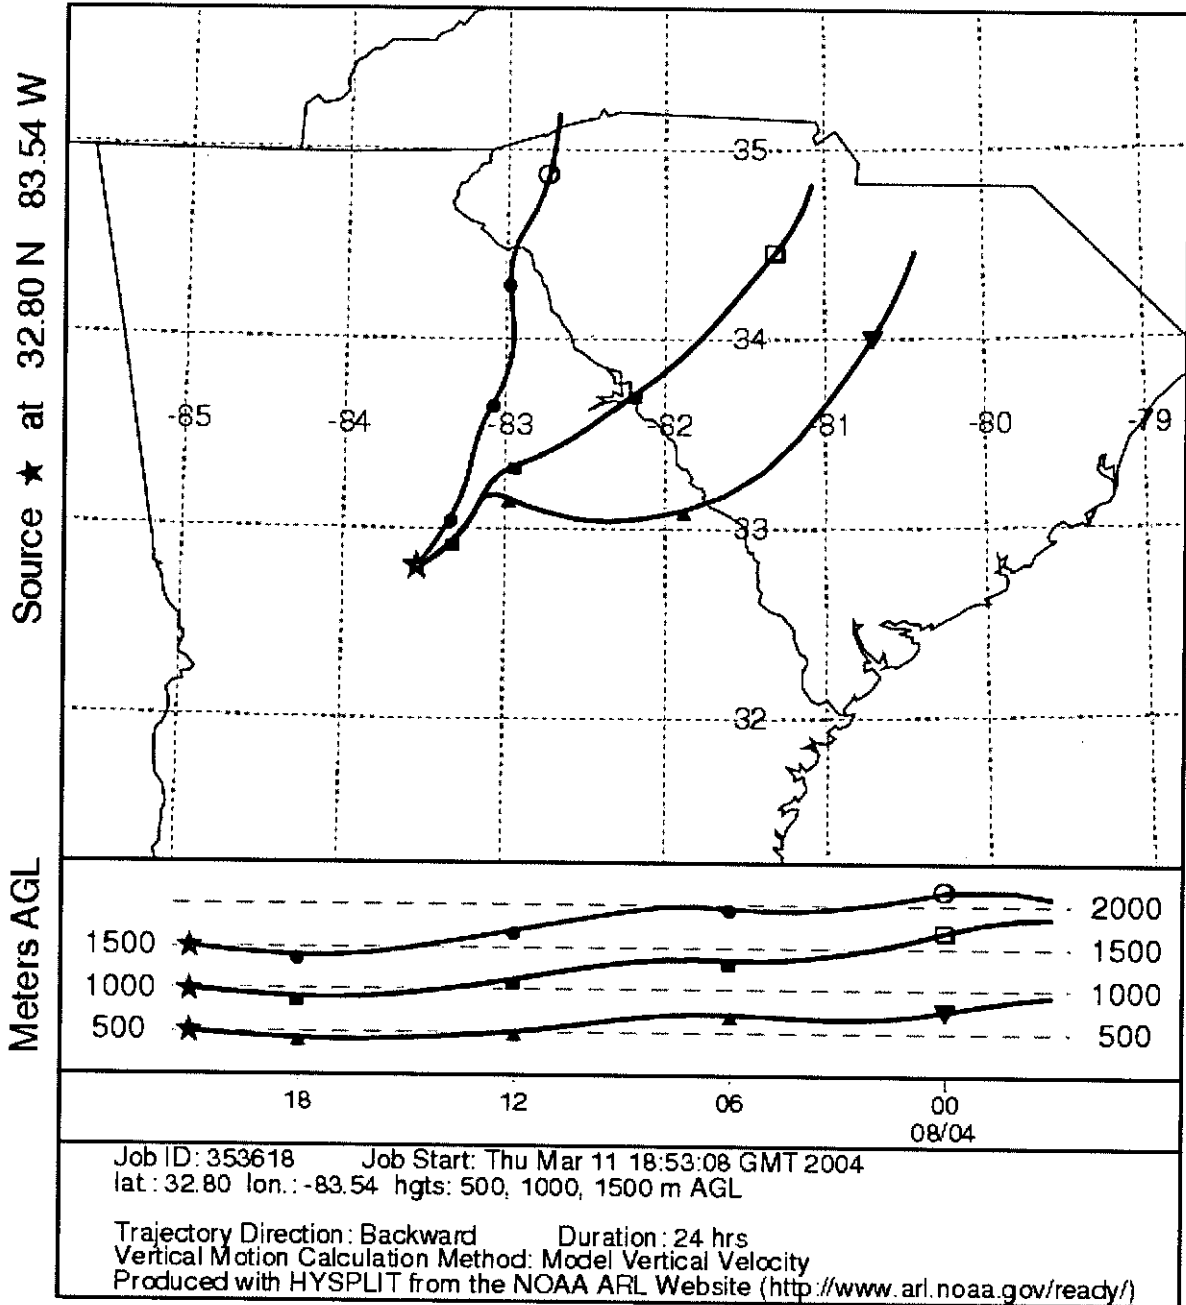 Source ★ at 32.80 N 83.54 W
35
34
-85 -84 -83 -82 -81 -80 -79
33
32
Meters AGL
2000
1500 1500
1000 1000
500 500
18 12 06 00
08/04
Job ID: 353618 Job Start: Thu Mar 11 18:53:08 GMT 2004
lat.: 32.80 lon.: -83.54 hgts: 500, 1000, 1500 m AGL
Trajectory Direction: Backward Duration: 24 hrs
Vertical Motion Calculation Method: Model Vertical Velocity
Produced with HYSPLIT from the NOAA ARL Website (http://www.arl.noaa.gov/ready/)